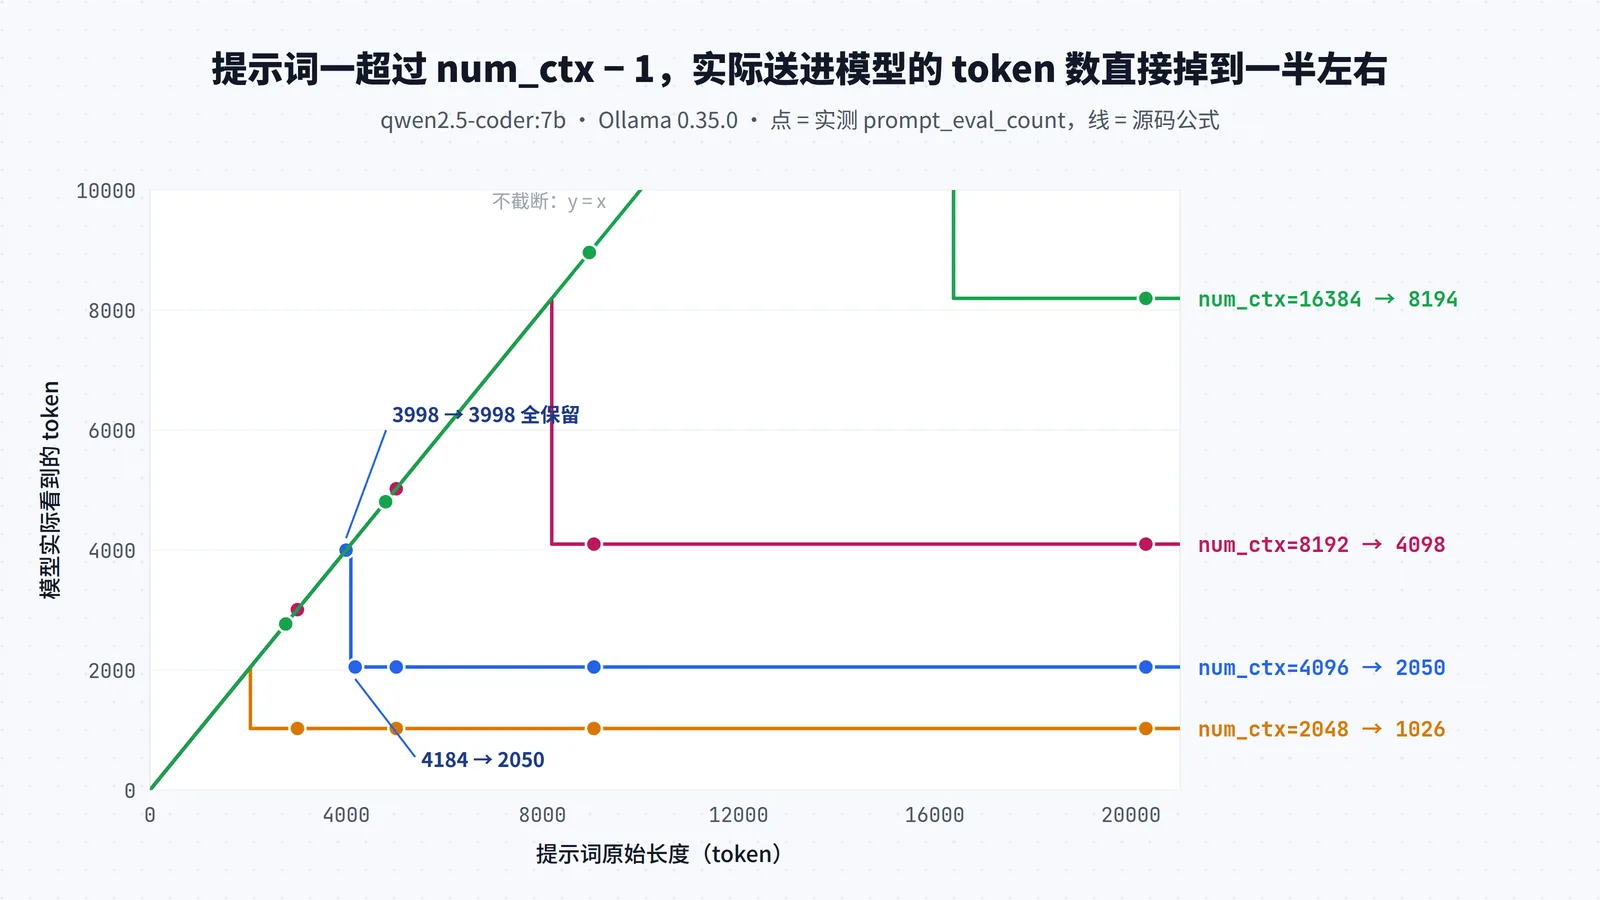 提示词一超过 num_ctx − 1，实际送进模型的 token 数直接掉到一半左右
qwen2.5-coder:7b • Ollama 0.35.0 • 点 = 实测 prompt_eval_count，线 = 源码公式
10000
8000
6000
4000
2000
0
模型实际看到的 token
不截断：y = x
3998 → 3998 全保留
4184 → 2050
num_ctx=16384 → 8194
num_ctx=8192 → 4098
num_ctx=4096 → 2050
num_ctx=2048 → 1026
0
4000
8000
12000
16000
20000
提示词原始长度（token）